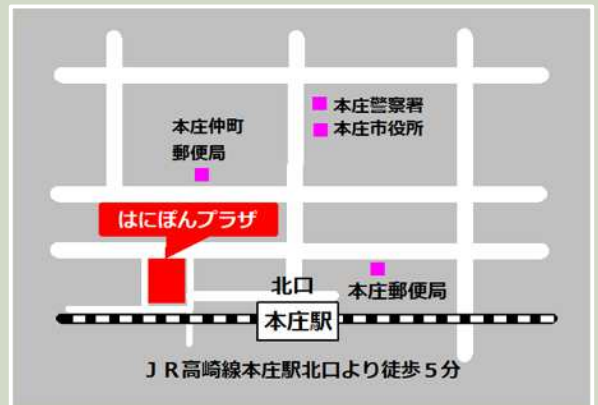 本庄警察署
本庄市役所
本庄仲町
郵便局
はにぽんプラザ
北口
本庄郵便局
本庄駅
ＪＲ高崎線本庄駅北口より徒歩５分